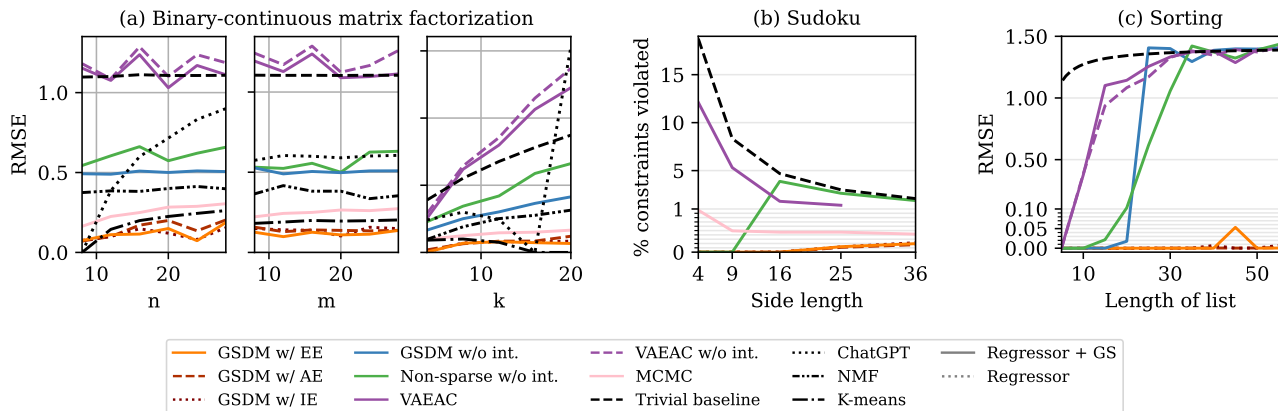 (a) Binary-continuous matrix factorization
(b) Sudoku
(c) Sorting
RMSE
1.0
0.5
0.0
10
20
n
10
20
m
10
20
k
% constraints violated
15
10
5
1
0
4
9
16
25
36
Side length
RMSE
1.50
1.00
0.50
0.10
0.05
0.00
10
30
50
Length of list
GSDM w/ EE
GSDM w/ AE
GSDM w/ IE
GSDM w/o int.
Non-sparse w/o int.
VAEAC
VAEAC w/o int.
MCMC
Trivial baseline
ChatGPT
NMF
K-means
Regressor + GS
Regressor